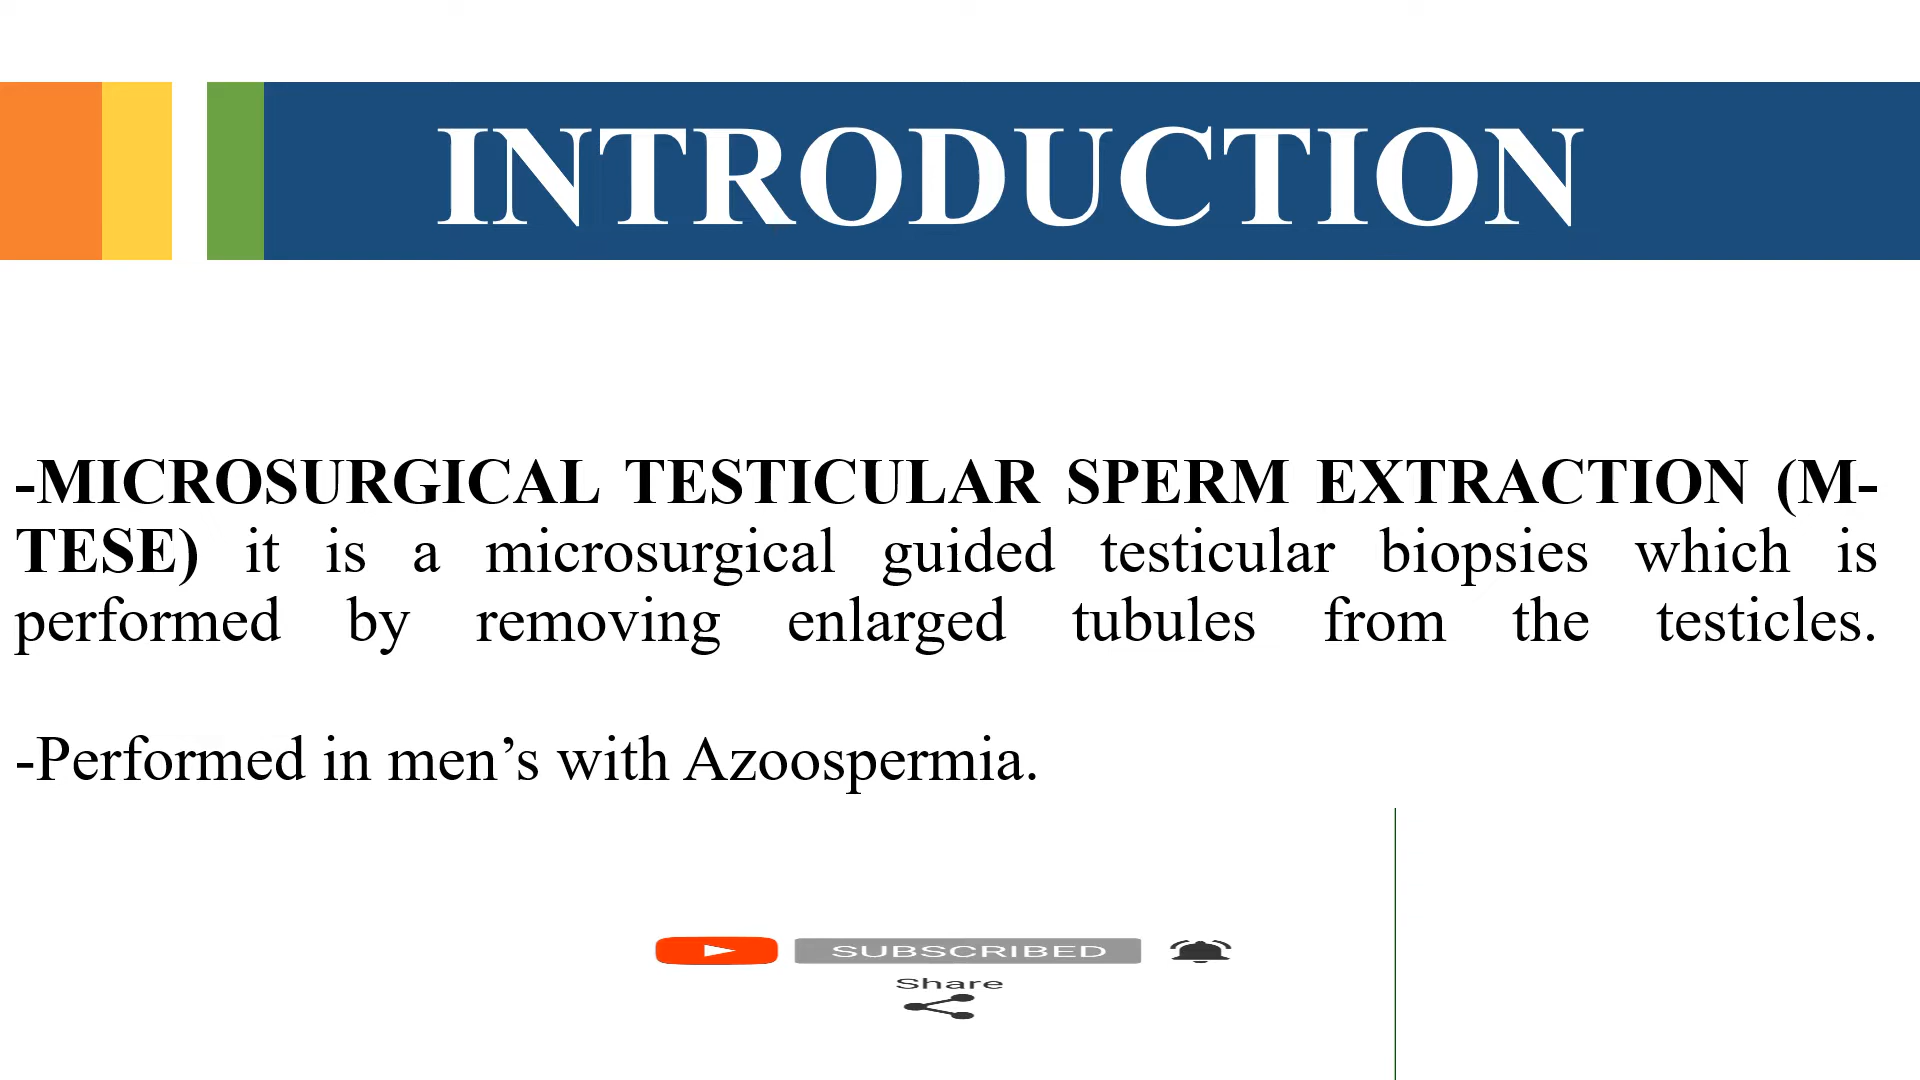 INTRODUCTION
-MICROSURGICAL TESTICULAR SPERM EXTRACTION (M-
TESE) it is a microsurgical guided testicular biopsies which is
performed by removing enlarged tubules from the testicles.
-Performed in men’s with Azoospermia.
SUBSCRIBED
Share